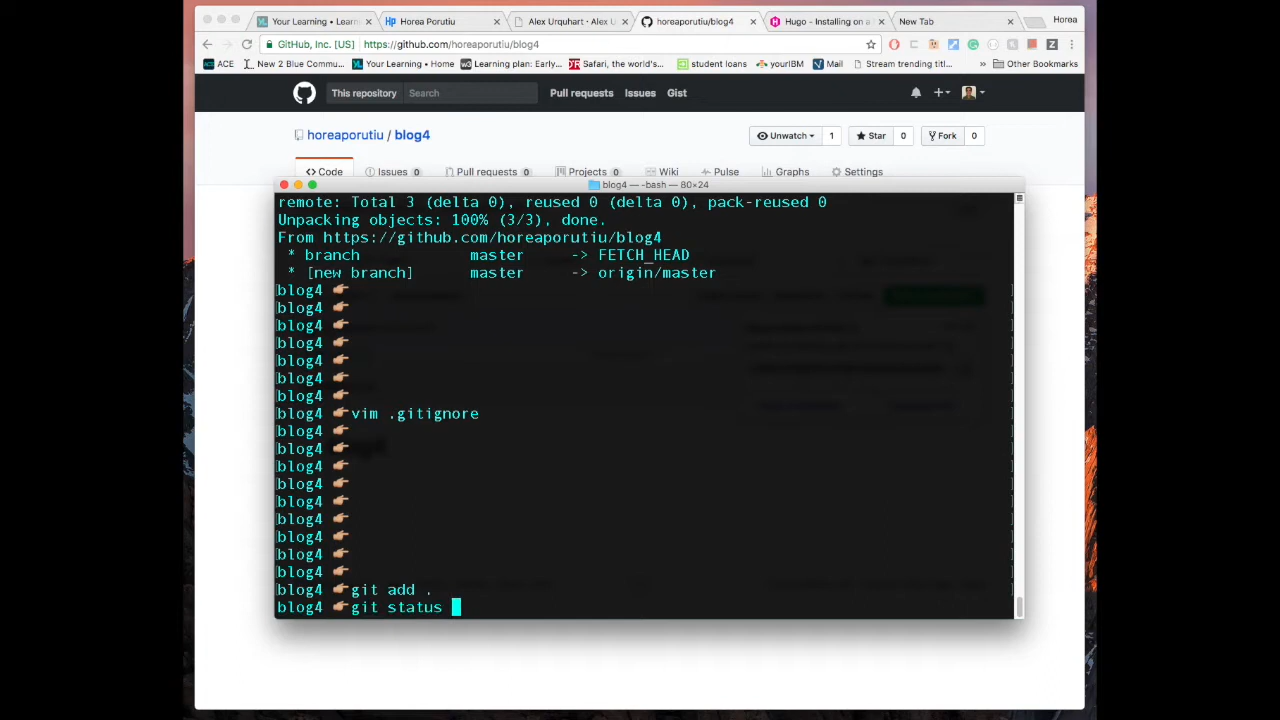 Your Learning - Learn
Horea Porutiu
Alex Urquhart · Alex U
horeaporutiu/blog4
Hugo - Installing on a
New Tab
Horea
GitHub, Inc. [US]
https://github.com/horeaporutiu/blog4
ACE
New 2 Blue Commu...
Your Learning • Home
Learning plan: Early...
Safari, the world's...
student loans
yourIBM
Mail
Stream trending titl...
»
Other Bookmarks
This repository
Search
Pull requests
Issues
Gist
horeaporutiu / blog4
Unwatch
1
Star
0
Fork
0
Code
Issues 0
Pull requests 0
Projects 0
Wiki
Pulse
Graphs
Settings
blog4 — -bash — 80×24
remote: Total 3 (delta 0), reused 0 (delta 0), pack-reused 0
Unpacking objects: 100% (3/3), done.
From https://github.com/horeaporutiu/blog4
* branch master -> FETCH_HEAD
* [new branch] master -> origin/master
blog4
blog4
blog4
blog4
blog4
blog4
blog4
blog4 vim .gitignore
blog4
blog4
blog4
blog4
blog4
blog4
blog4
blog4
blog4
blog4 git add .
blog4 git status